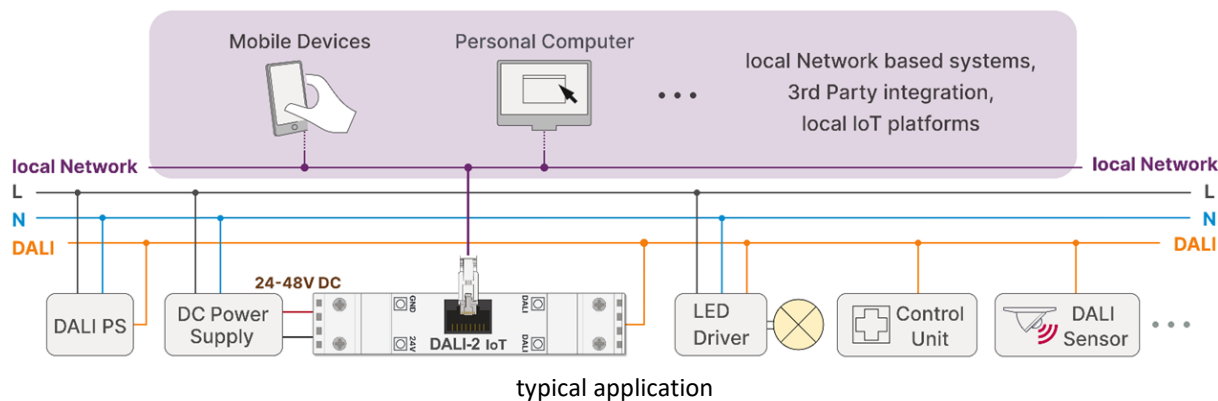 Mobile Devices
Personal Computer
local Network based systems,
3rd Party integration,
local IoT platforms
local Network
local Network
L
L
N
N
DALI
DALI
24-48V DC
DALI PS
DC Power
Supply
GND
24V
DALI
DALI
DALI-2 IoT
LED
Driver
Control
Unit
DALI
Sensor
typical application